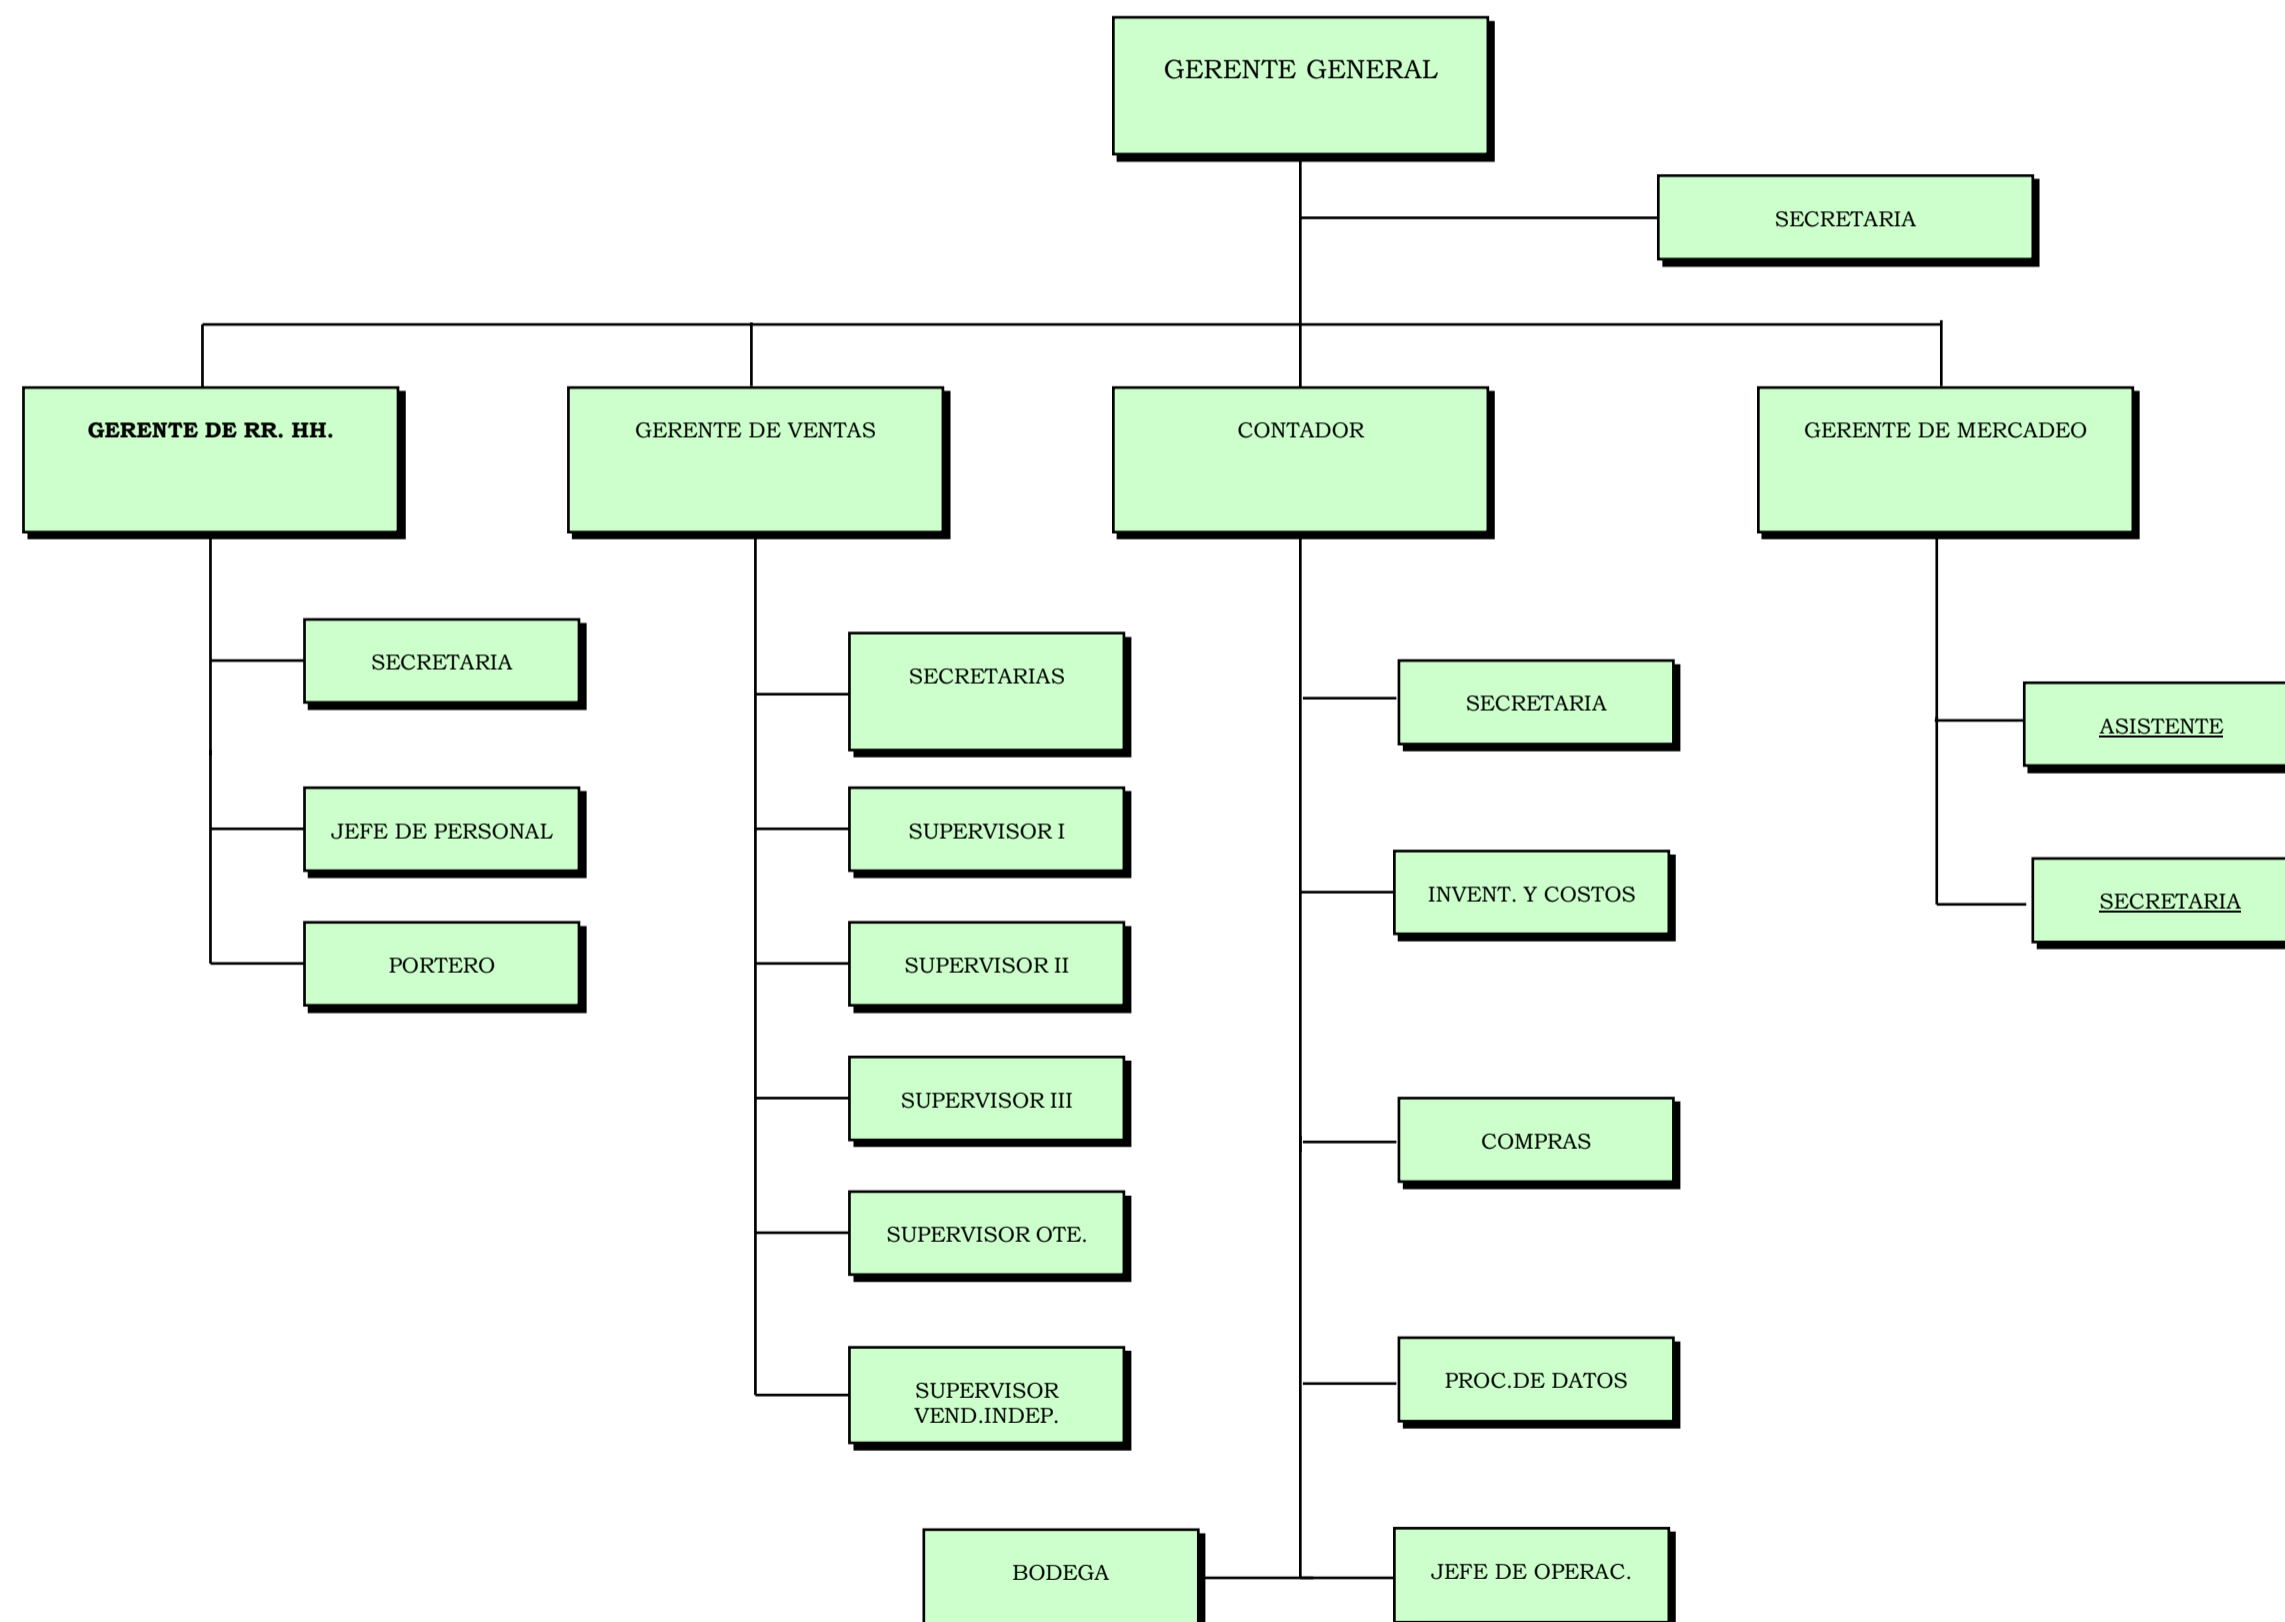 GERENTE GENERAL
SECRETARIA
GERENTE DE RR. HH.
GERENTE DE VENTAS
CONTADOR
GERENTE DE MERCADEO
SECRETARIA
JEFE DE PERSONAL
PORTERO
SECRETARIAS
SUPERVISOR I
SUPERVISOR II
SUPERVISOR III
SUPERVISOR OTE.
SUPERVISOR
VEND.INDEP.
SECRETARIA
INVENT. Y COSTOS
COMPRAS
PROC.DE DATOS
BODEGA
JEFE DE OPERAC.
ASISTENTE
SECRETARIA